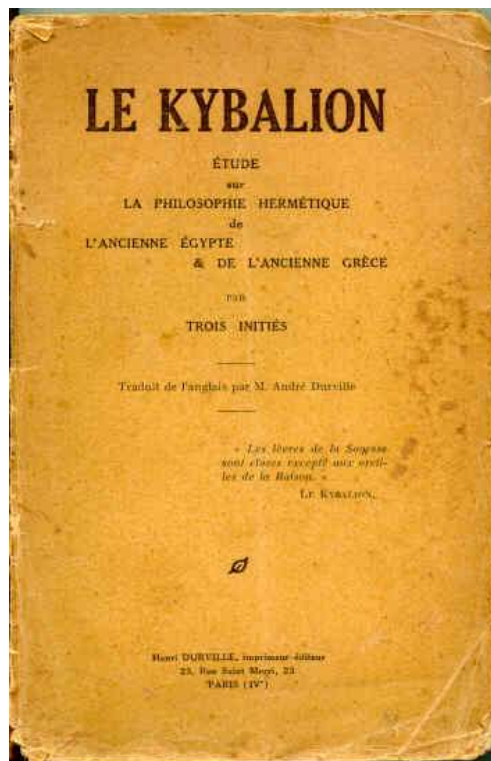 LE KYBALION
ÉTUDE
sur
LA PHILOSOPHIE HERMÉTIQUE
de
L'ANCIENNE ÉGYPTE
& DE L'ANCIENNE GRÈCE
PAR
TROIS INITIÉS
Traduit de l'anglais par M. André Durville
« Les lèvres de la Sagesse
sont closes excepté aux oreil-
les de la Raison. »
LE KYBALION.
Henri DURVILLE, imprimeur-éditeur
23, Rue Saint Merri, 23
PARIS (IVe)